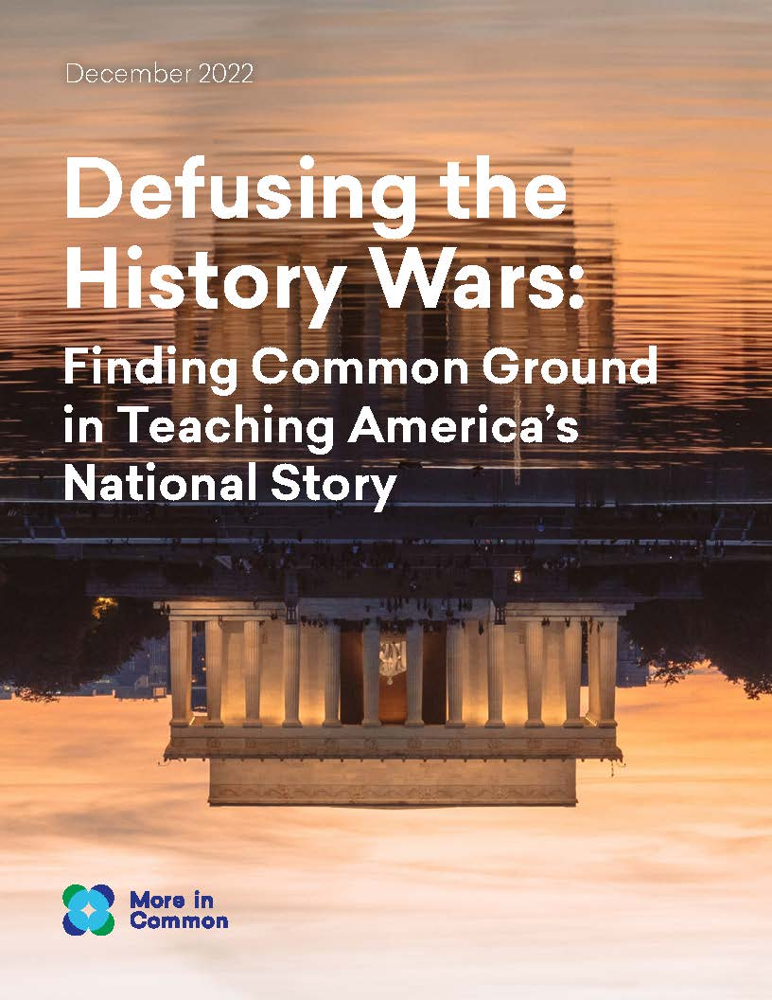 December 2022
Defusing the
History Wars:
Finding Common Ground
in Teaching America's
National Story
More in
Common